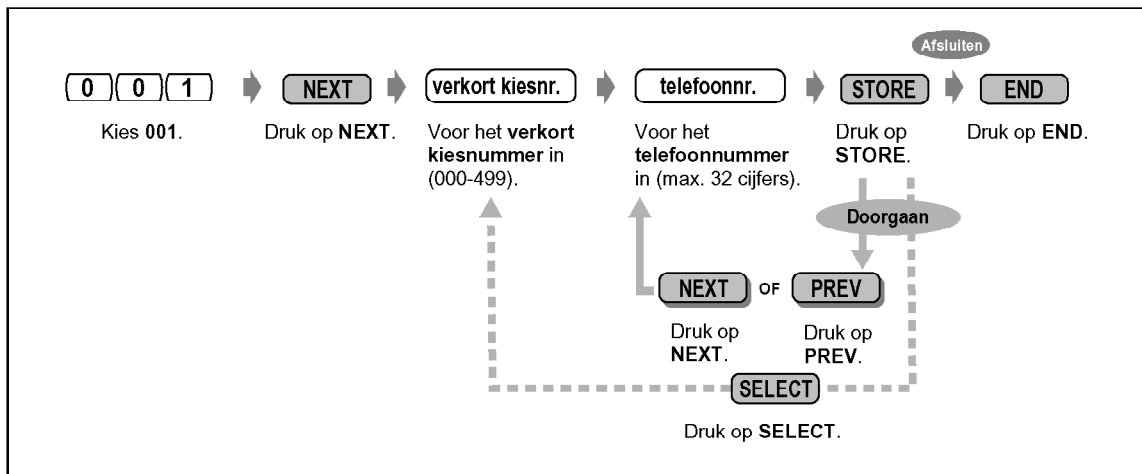 Afsluiten
0 0 1
NEXT
verkort kiesnr.
telefoonnr.
STORE
END
Kies 001.
Druk op NEXT.
Voor het verkort
kiesnummer in
(000-499).
Voor het
telefoonnummer
in (max. 32 cijfers).
Druk op
STORE.
Druk op END.
Doorgaan
NEXT OF PREV
Druk op
NEXT.
Druk op
PREV.
SELECT
Druk op SELECT.